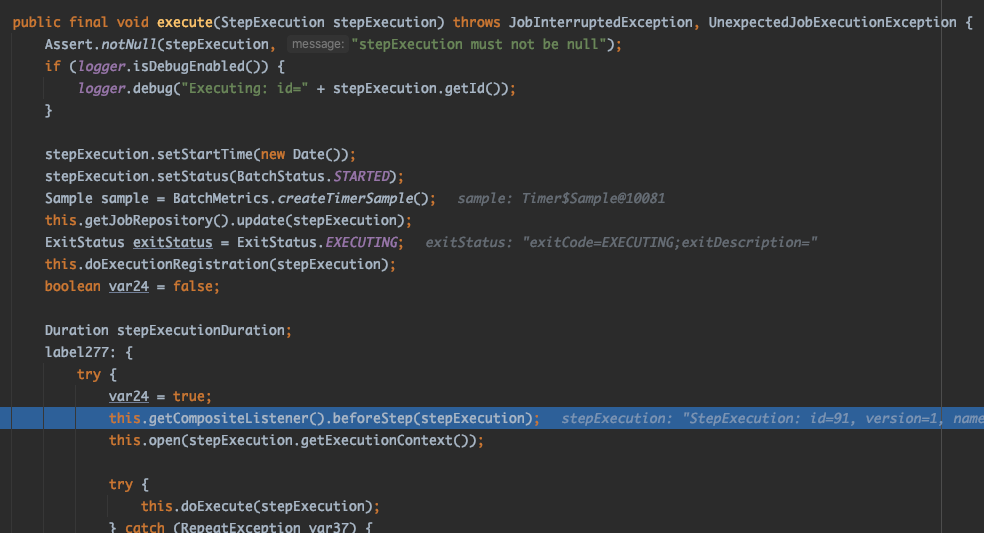 public final void execute(StepExecution stepExecution) throws JobInterruptedException, UnexpectedJobExecutionException {
Assert.notNull(stepExecution, message: "stepExecution must not be null");
if (logger.isDebugEnabled()) {
logger.debug("Executing: id=" + stepExecution.getId());
}
stepExecution.setStartTime(new Date());
stepExecution.setStatus(BatchStatus.STARTED);
Sample sample = BatchMetrics.createTimerSample(); sample: Timer$Sample@10081
this.getJobRepository().update(stepExecution);
ExitStatus exitStatus = ExitStatus.EXECUTING; exitStatus: "exitCode=EXECUTING;exitDescription="
this.doExecutionRegistration(stepExecution);
boolean var24 = false;
Duration stepExecutionDuration;
label277: {
try {
var24 = true;
this.getCompositeListener().beforeStep(stepExecution); stepExecution: "StepExecution: id=91, version=1, name
this.open(stepExecution.getExecutionContext());
try {
this.doExecute(stepExecution);
} catch (RepeatException var37) {